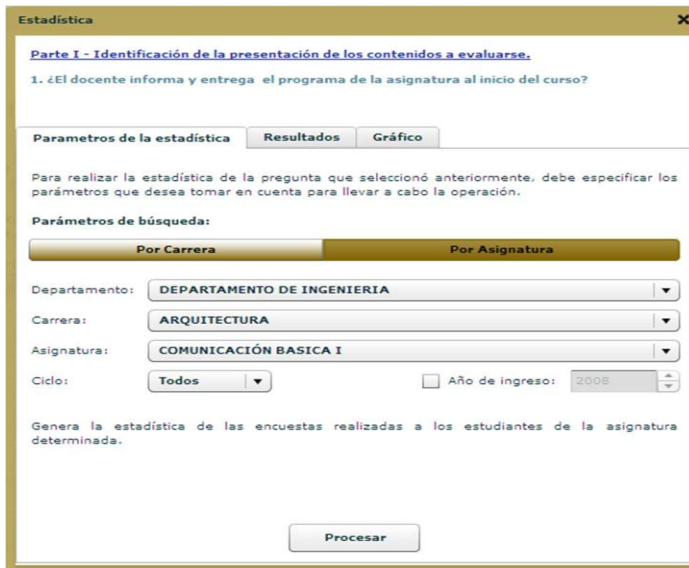 Estadística
Parte I - Identificación de la presentación de los contenidos a evaluarse.
1. ¿El docente informa y entrega el programa de la asignatura al inicio del curso?
Parametros de la estadística Resultados Gráfico
Para realizar la estadística de la pregunta que seleccionó anteriormente, debe especificar los
parámetros que desea tomar en cuenta para llevar a cabo la operación.
Parámetros de búsqueda:
Por Carrera Por Asignatura
Departamento: DEPARTAMENTO DE INGENIERIA
Carrera: ARQUITECTURA
Asignatura: COMUNICACIÓN BASICA I
Ciclo: Todos Año de ingreso: 2008
Genera la estadística de las encuestas realizadas a los estudiantes de la asignatura
determinada.
Procesar